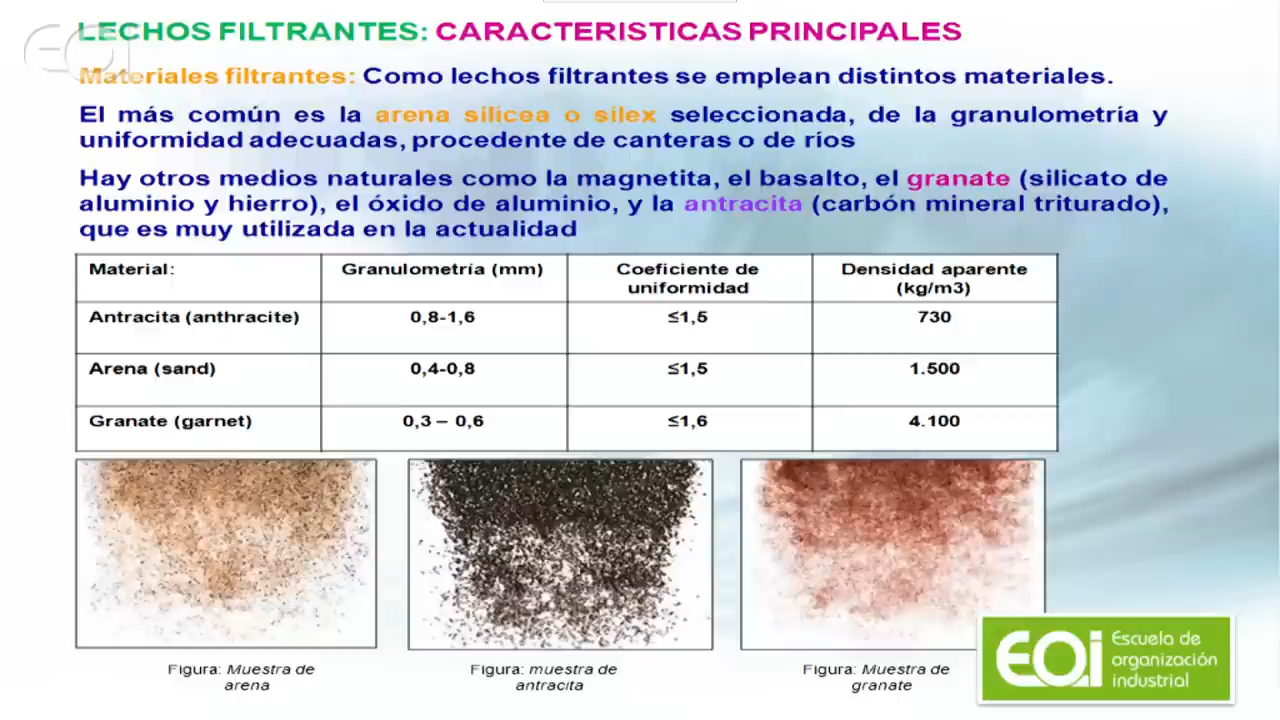 LECHOS FILTRANTES: CARACTERISTICAS PRINCIPALES
Materiales filtrantes: Como lechos filtrantes se emplean distintos materiales.
El más común es la arena silícea o sílex seleccionada, de la granulometría y
uniformidad adecuadas, procedente de canteras o de ríos
Hay otros medios naturales como la magnetita, el basalto, el granate (silicato de
aluminio y hierro), el óxido de aluminio, y la antracita (carbón mineral triturado),
que es muy utilizada en la actualidad
Material: Granulometría (mm) Coeficiente de uniformidad Densidad aparente (kg/m3)
Antracita (anthracite) 0,8-1,6 ≤1,5 730
Arena (sand) 0,4-0,8 ≤1,5 1.500
Granate (garnet) 0,3 – 0,6 ≤1,6 4.100
Figura: Muestra de
arena
Figura: muestra de
antracita
Figura: Muestra de
granate
EOi
EOi
Escuela de
organización
industrial